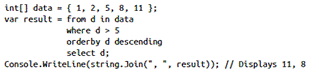 int[] data = { 1, 2, 5, 8, 11 };
var result = from d in data
where d > 5
orderby d descending
select d;
Console.WriteLine(string.Join(", ", result)); // Displays 11, 8